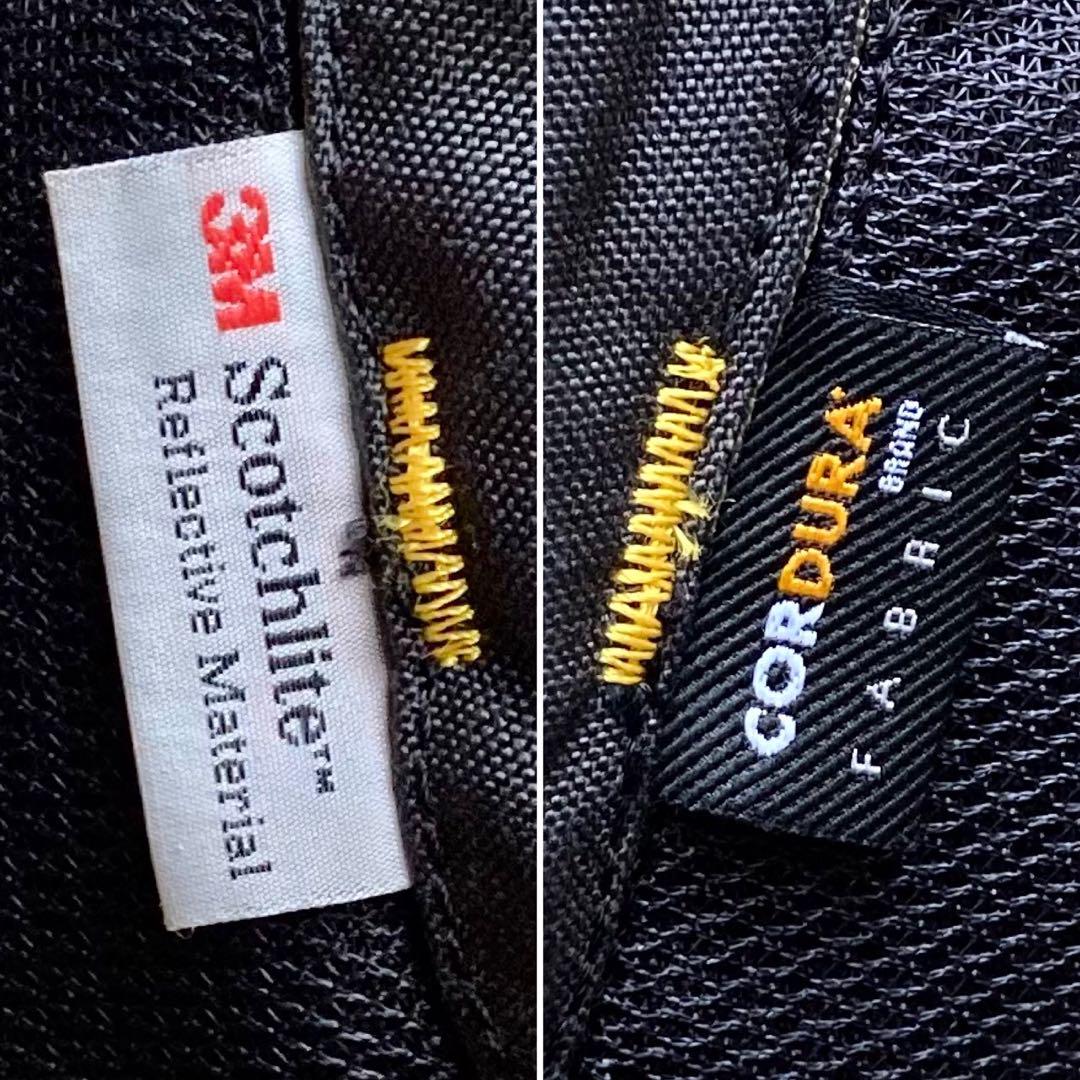 3M
Scotchlite™
Reflective Material
CORDURA
BRAND
FABRIC